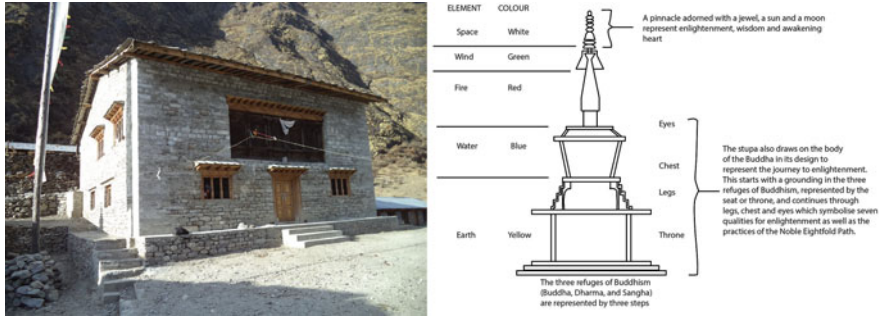 ELEMENT COLOUR
Space White
Wind Green
Fire Red
Water Blue
Earth Yellow
A pinnacle adorned with a jewel, a sun and a moon
represent enlightenment, wisdom and awakening
heart
Eyes
Chest
Legs
Throne
The stupa also draws on the body
of the Buddha in its design to
represent the journey to enlightenment.
This starts with a grounding in the three
refuges of Buddhism, represented by the
seat or throne, and continues through
legs, chest and eyes which symbolise seven
qualities for enlightenment as well as the
practices of the Noble Eightfold Path.
The three refuges of Buddhism
(Buddha, Dharma, and Sangha)
are represented by three steps